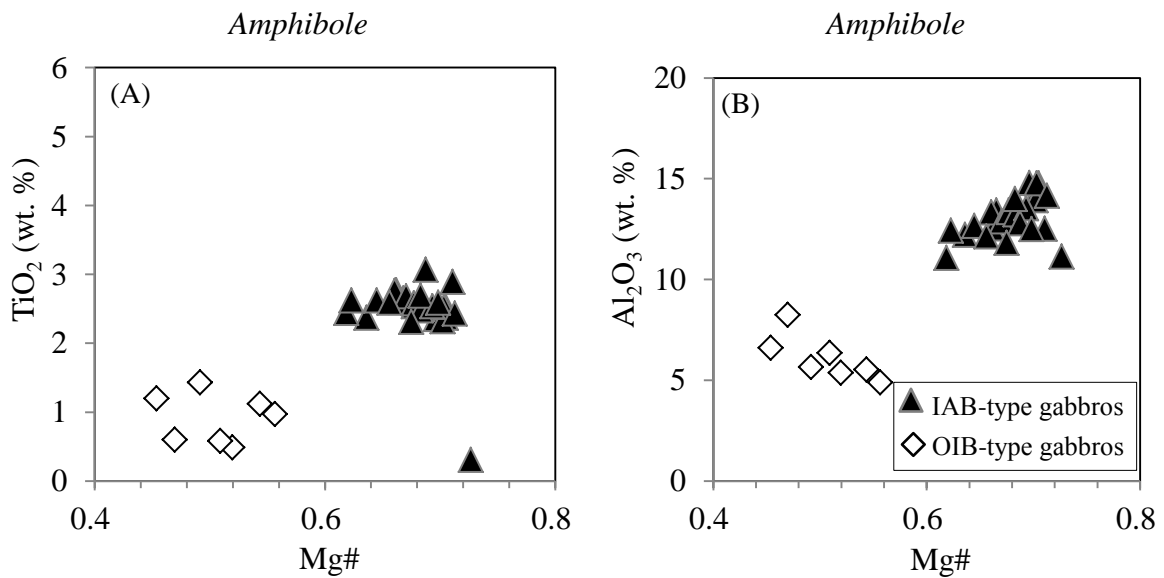 Amphibole
(A)
TiO₂ (wt. %)
6
5
4
3
2
1
0
0.4
0.6
0.8
Mg#
Amphibole
(B)
Al₂O₃ (wt. %)
20
15
10
5
0
IAB-type gabbros
OIB-type gabbros
0.4
0.6
0.8
Mg#